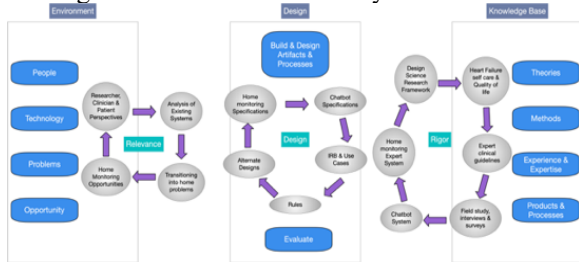 Environment
Design
Knowledge Base
People
Technology
Problems
Opportunity
Researcher,
Clinician &
Patient
Perspectives
Analysis of
Existing
Systems
Relevance
Home
Monitoring
Opportunities
Transitioning
into home
problems
Build & Design
Artifacts &
Processes
Home
monitoring
Specifications
Chatbot
Specifications
Design
Alternate
Designs
IRB & Use
Cases
Rules
Evaluate
Design
Science
Research
Framework
Heart Failure
self care &
Quality of
life
Home
monitoring
Expert
System
Rigor
Expert
clinical
guidelines
Chatbot
System
Field study,
interviews &
surveys
Theories
Methods
Experience &
Expertise
Products &
Processes